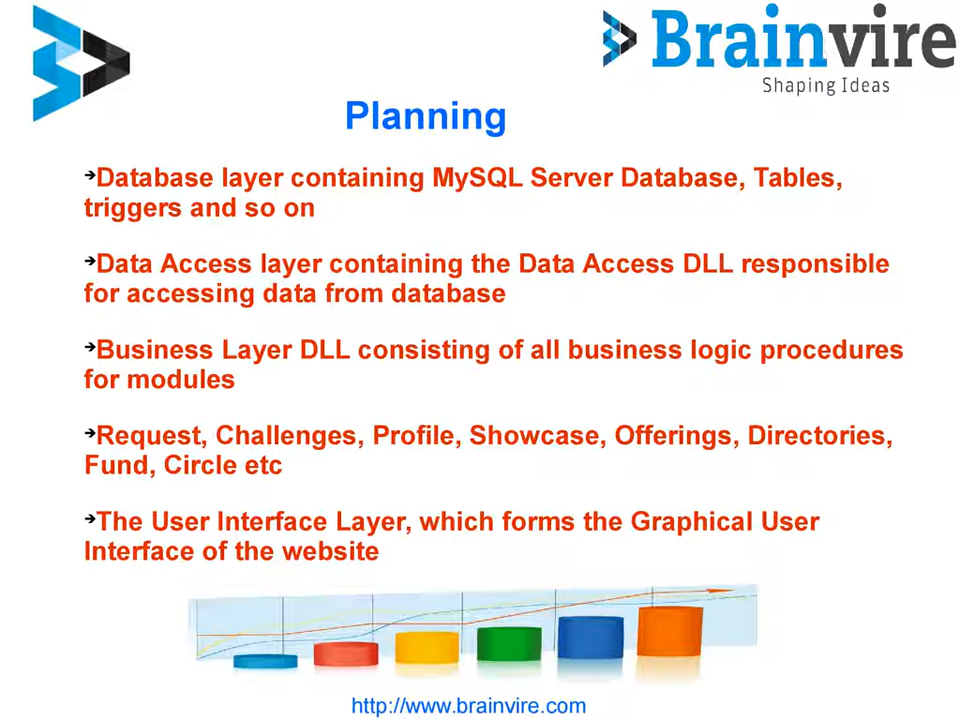 Brainvire
Shaping Ideas
Planning
➔Database layer containing MySQL Server Database, Tables,
triggers and so on
➔Data Access layer containing the Data Access DLL responsible
for accessing data from database
➔Business Layer DLL consisting of all business logic procedures
for modules
➔Request, Challenges, Profile, Showcase, Offerings, Directories,
Fund, Circle etc
➔The User Interface Layer, which forms the Graphical User
Interface of the website
http://www.brainvire.com